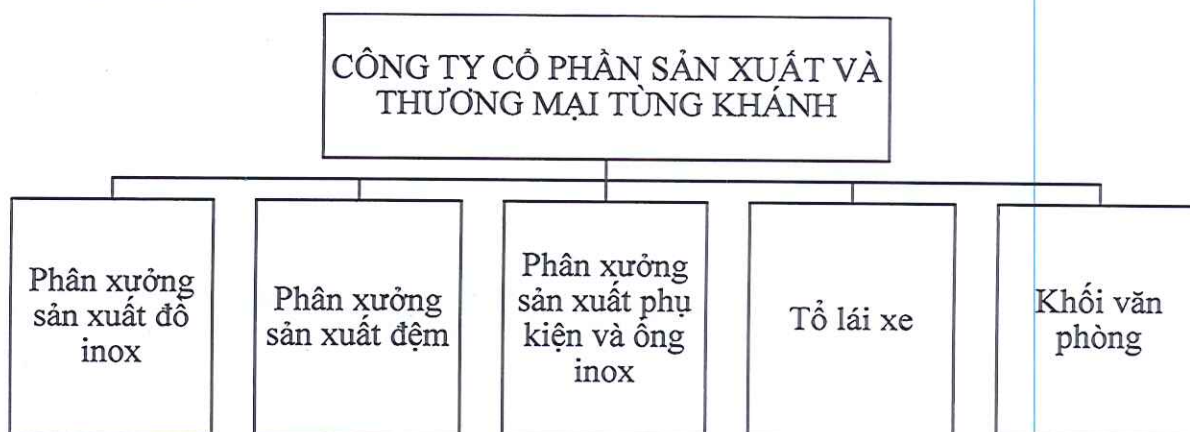 CÔNG TY CỔ PHẦN SẢN XUẤT VÀ
THƯƠNG MẠI TÙNG KHÁNH
Phân xưởng
sản xuất đồ
inox
Phân xưởng
sản xuất đệm
Phân xưởng
sản xuất phụ
kiện và ống
inox
Tổ lái xe
Khối văn
phòng